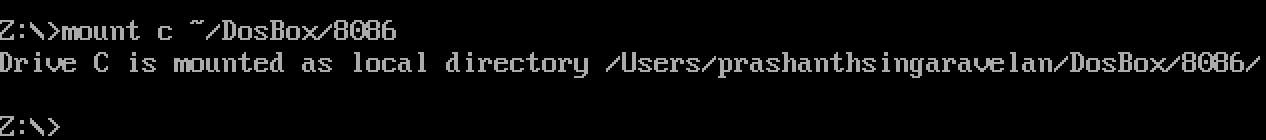 Z:\>mount c ~/DosBox/8086
Drive C is mounted as local directory /Users/prashanthsingaravelan/DosBox/8086/
Z:\>